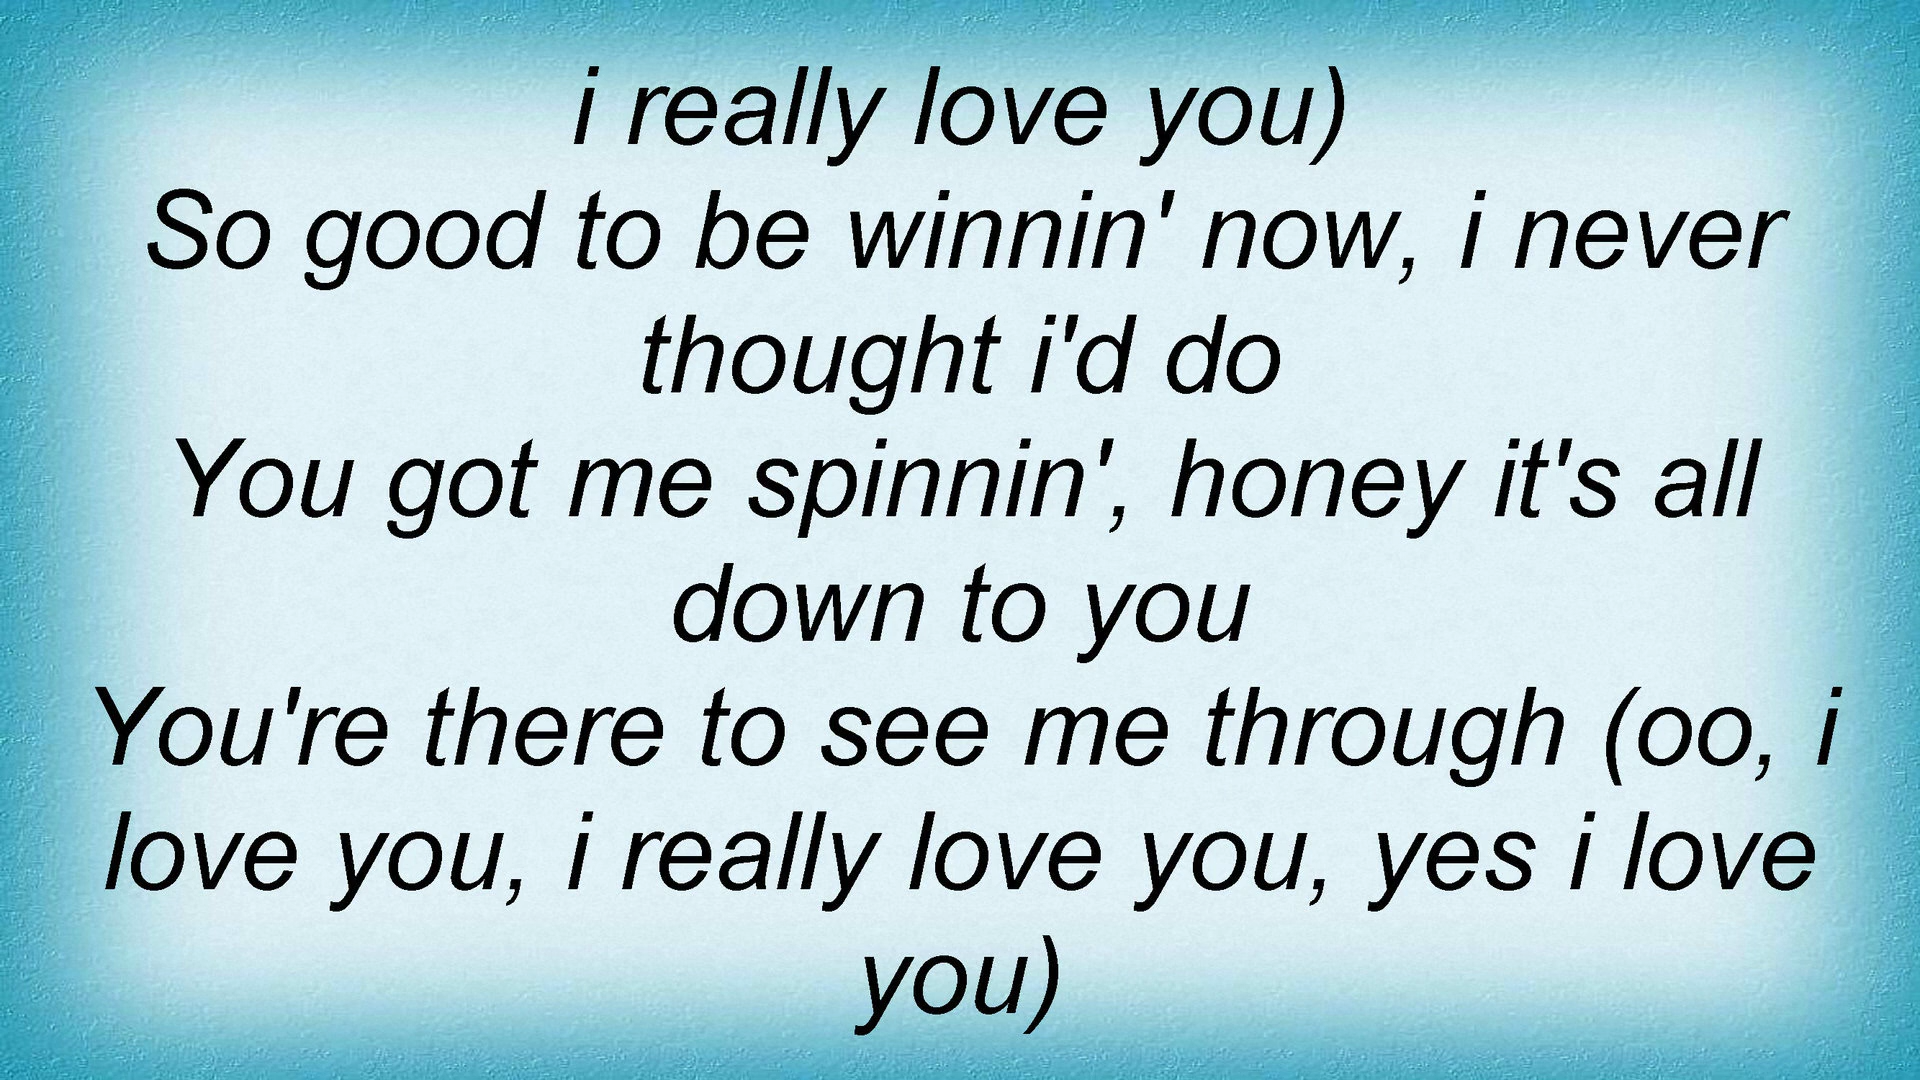 i really love you)
So good to be winnin' now, i never
thought i'd do
You got me spinnin', honey it's all
down to you
You're there to see me through (oo, i
love you, i really love you, yes i love
you)